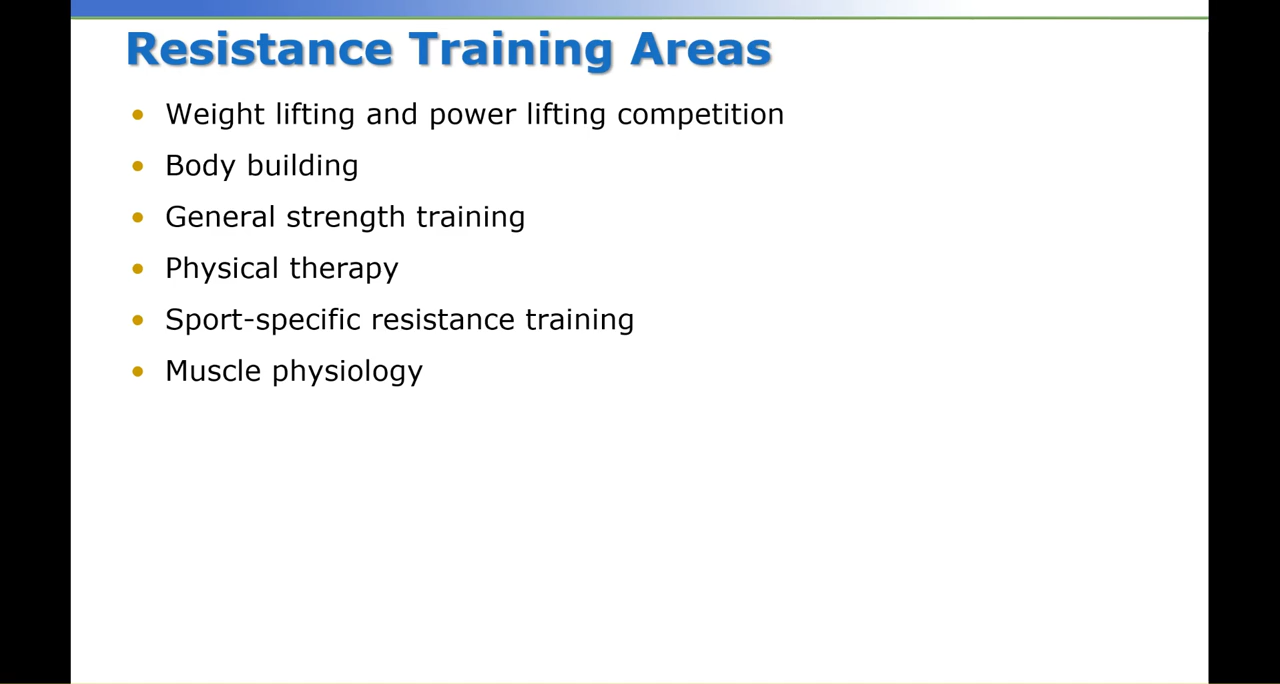 Resistance Training Areas
• Weight lifting and power lifting competition
• Body building
• General strength training
• Physical therapy
• Sport-specific resistance training
• Muscle physiology